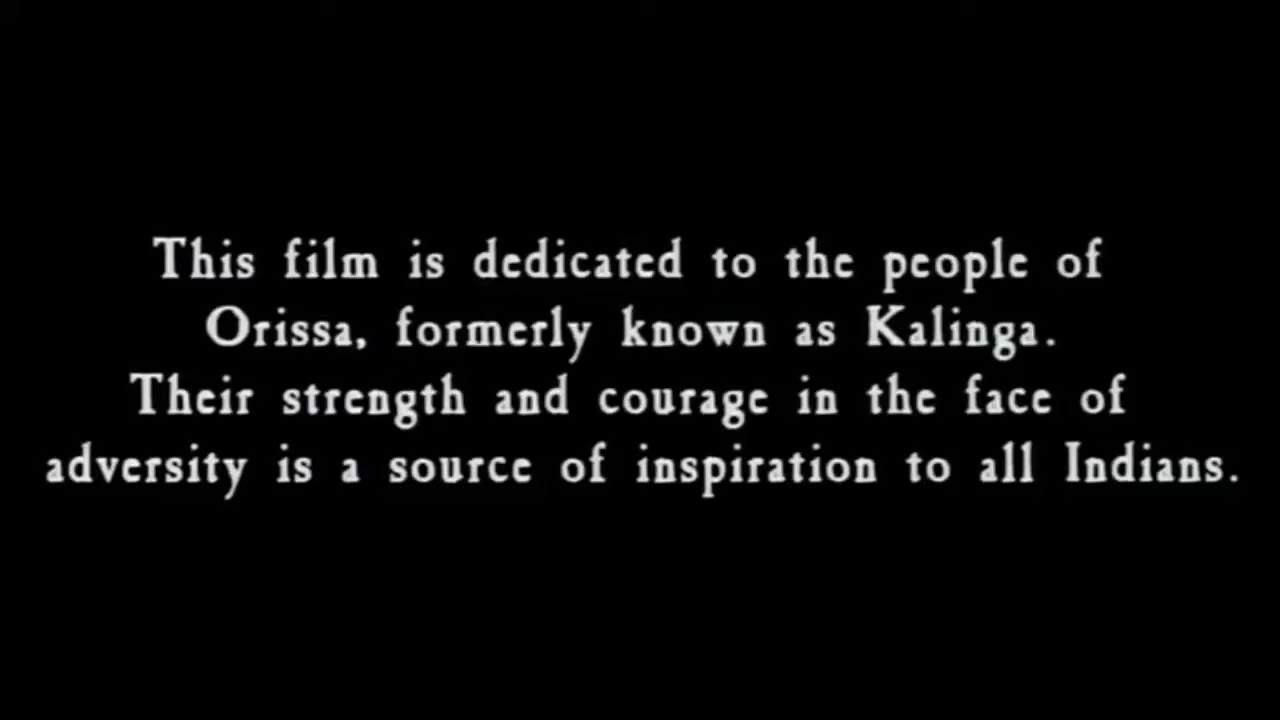 This film is dedicated to the people of
Orissa, formerly known as Kalinga.
Their strength and courage in the face of
adversity is a source of inspiration to all Indians.